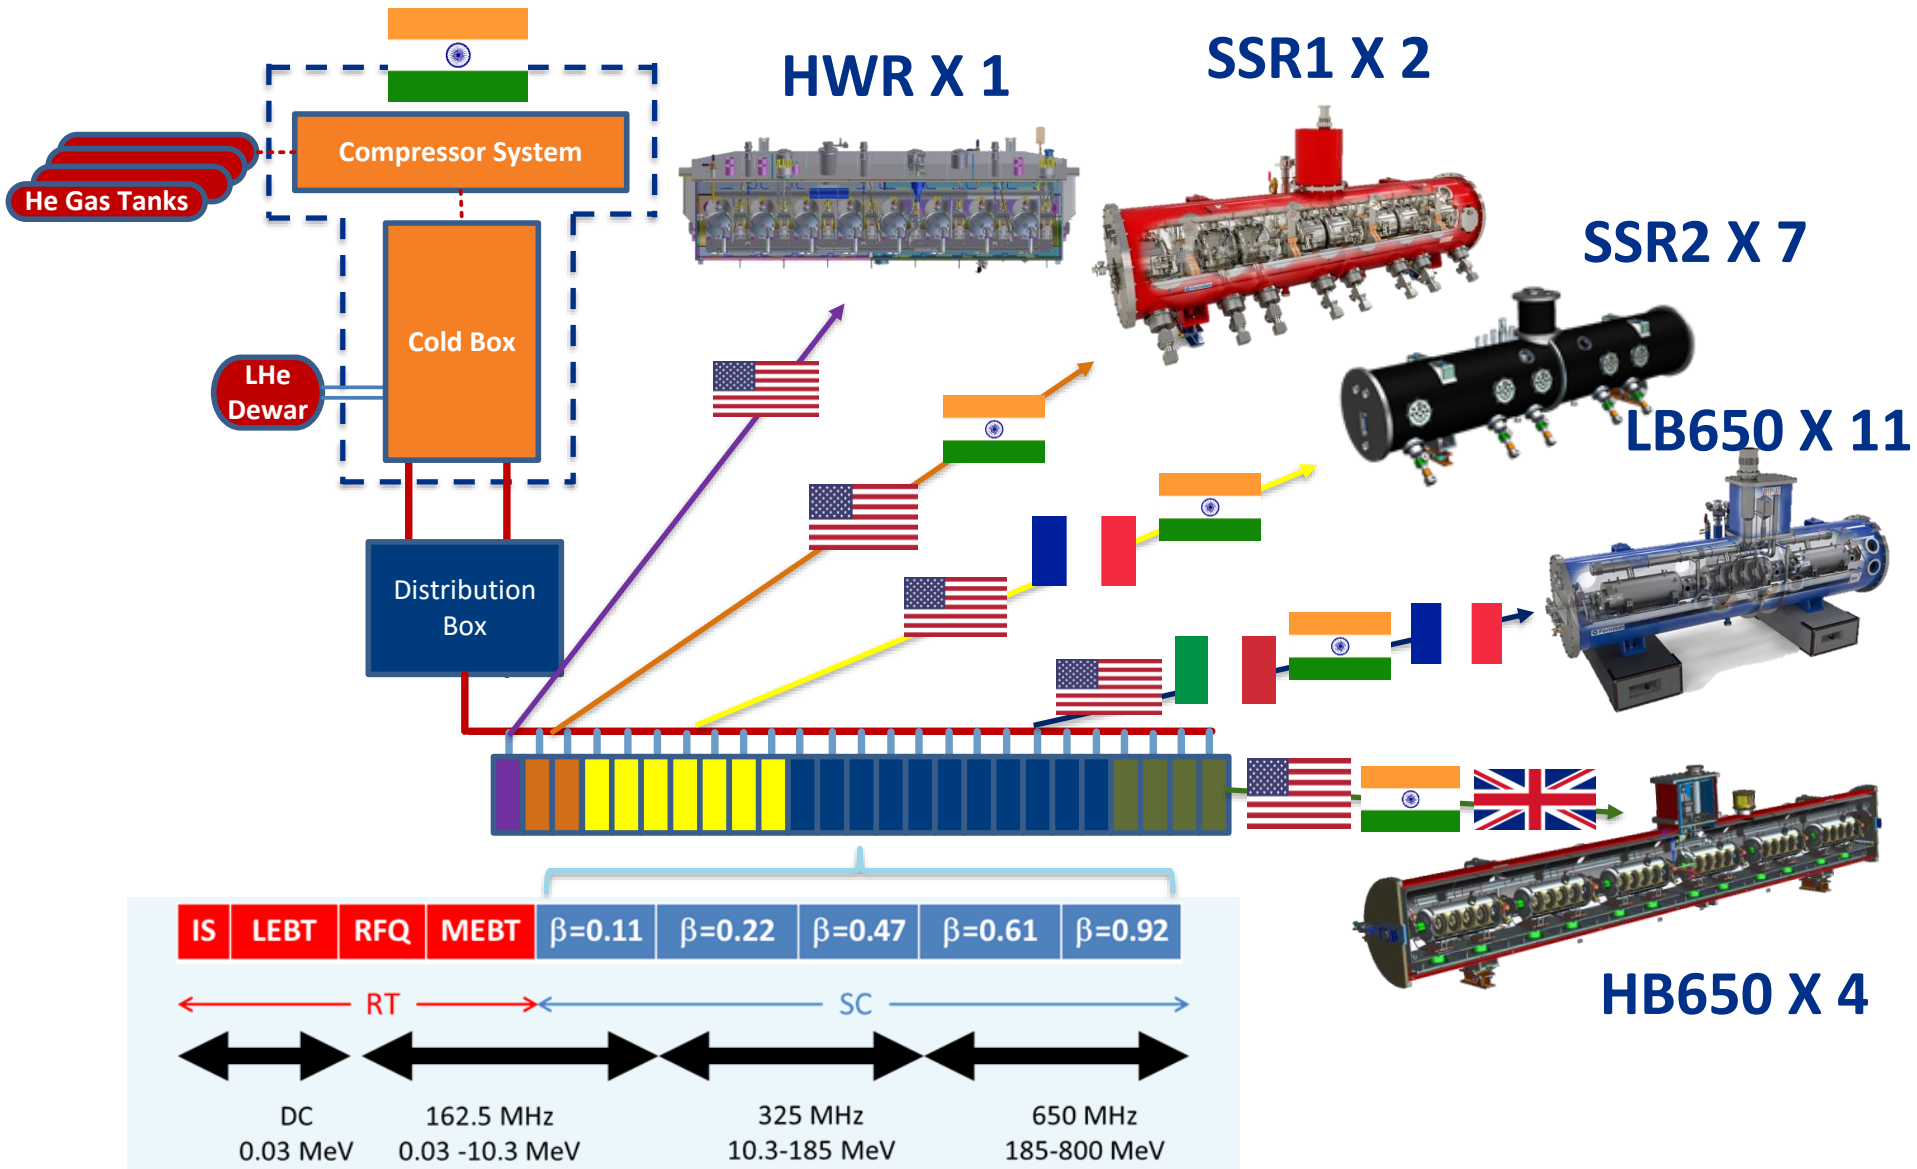 HWR X 1
SSR1 X 2
SSR2 X 7
LB650 X 11
HB650 X 4
Compressor System
He Gas Tanks
Cold Box
LHe
Dewar
Distribution
Box
IS LEBT RFQ MEBT β=0.11 β=0.22 β=0.47 β=0.61 β=0.92
RT SC
DC 162.5 MHz 325 MHz 650 MHz
0.03 MeV 0.03 -10.3 MeV 10.3-185 MeV 185-800 MeV